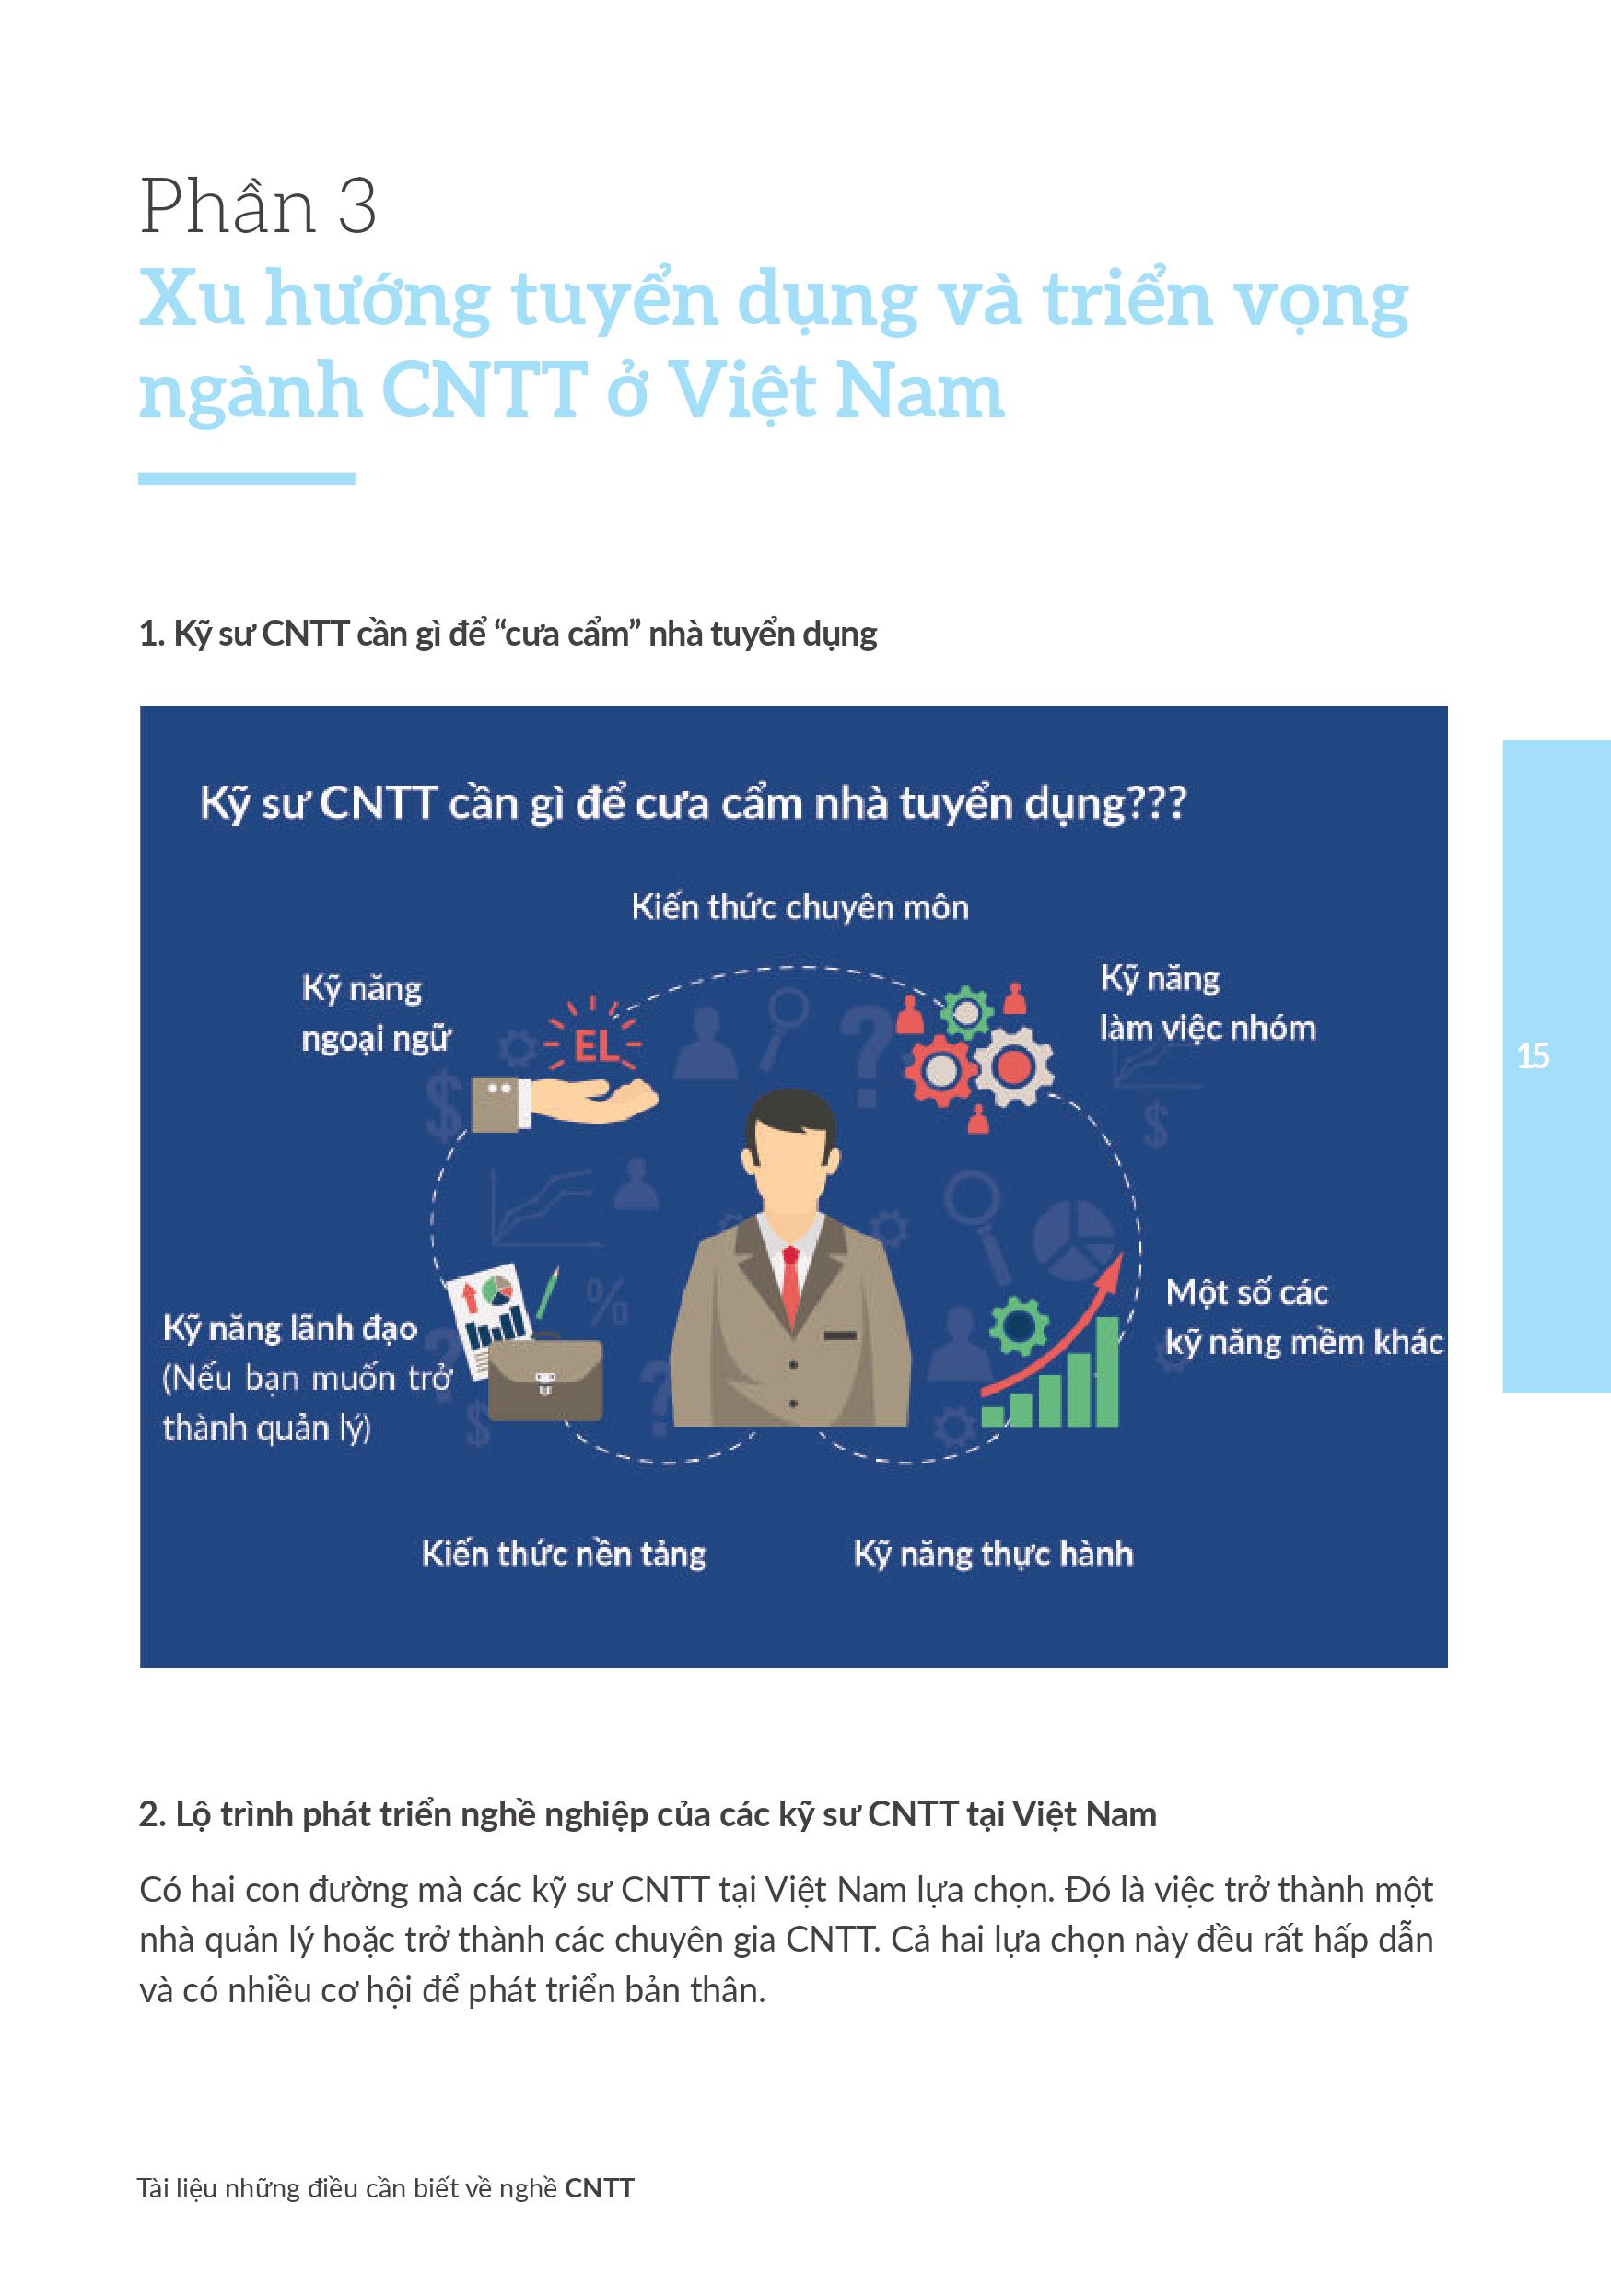 Phần 3
Xu hướng tuyển dụng và triển vọng
ngành CNTT ở Việt Nam
1. Kỹ sư CNTT cần gì để “cưa cẩm” nhà tuyển dụng
Kỹ sư CNTT cần gì để cưa cẩm nhà tuyển dụng???
Kiến thức chuyên môn
Kỹ năng
ngoại ngữ
EL
Kỹ năng
làm việc nhóm
15
Kỹ năng lãnh đạo
(Nếu bạn muốn trở
thành quản lý)
Một số các
kỹ năng mềm khác
Kiến thức nền tảng
Kỹ năng thực hành
2. Lộ trình phát triển nghề nghiệp của các kỹ sư CNTT tại Việt Nam
Có hai con đường mà các kỹ sư CNTT tại Việt Nam lựa chọn. Đó là việc trở thành một
nhà quản lý hoặc trở thành các chuyên gia CNTT. Cả hai lựa chọn này đều rất hấp dẫn
và có nhiều cơ hội để phát triển bản thân.
Tài liệu những điều cần biết về nghề CNTT